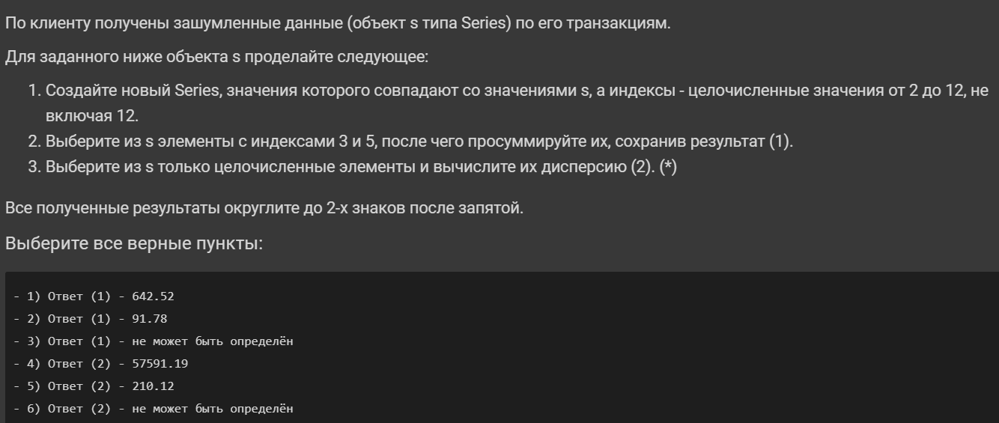 По клиенту получены зашумленные данные (объект s типа Series) по его транзакциям.
Для заданного ниже объекта s проделайте следующее:
1. Создайте новый Series, значения которого совпадают со значениями s, а индексы - целочисленные значения от 2 до 12, не
включая 12.
2. Выберите из s элементы с индексами 3 и 5, после чего просуммируйте их, сохранив результат (1).
3. Выберите из s только целочисленные элементы и вычислите их дисперсию (2). (*)
Все полученные результаты округлите до 2-х знаков после запятой.
Выберите все верные пункты:
- 1) Ответ (1) - 642.52
- 2) Ответ (1) - 91.78
- 3) Ответ (1) - не может быть определён
- 4) Ответ (2) - 57591.19
- 5) Ответ (2) - 210.12
- 6) Ответ (2) - не может быть определён